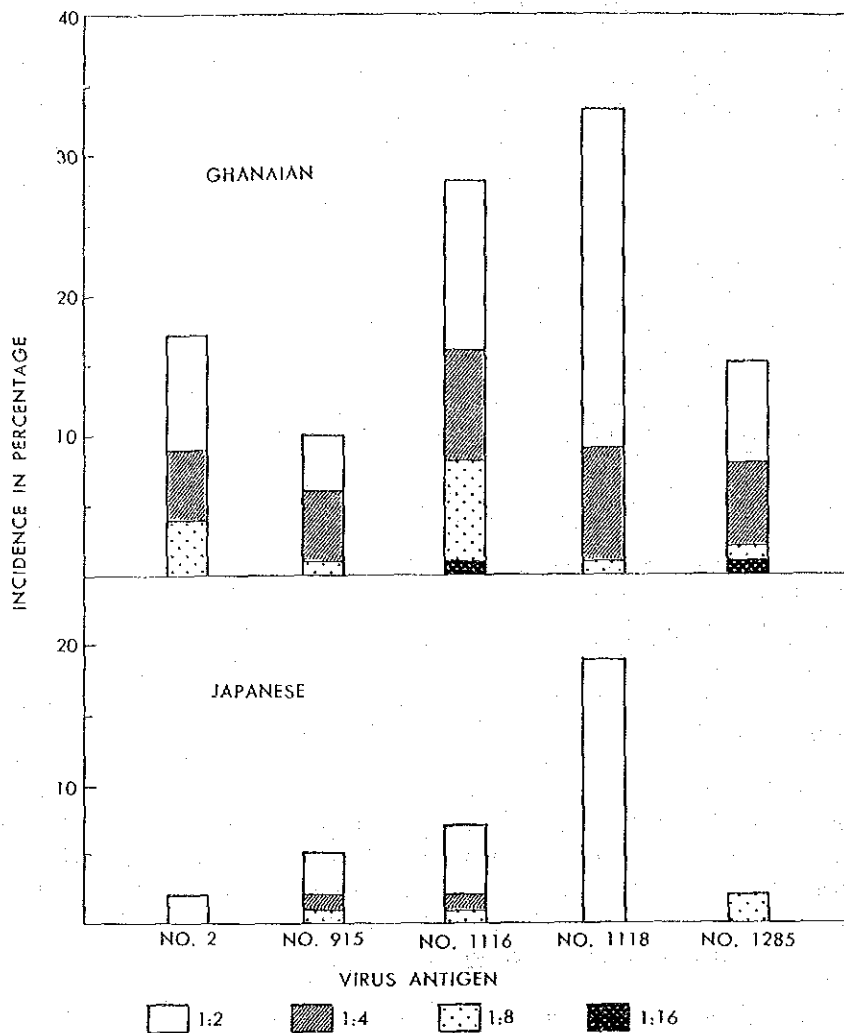 40
30
GHANAIAN
20
10
INCIDENCE IN PERCENTAGE
20
JAPANESE
10
NO. 2 NO. 915 NO. 1116 NO. 1118 NO. 1285
VIRUS ANTIGEN
1:2 1:4 1:8 1:16